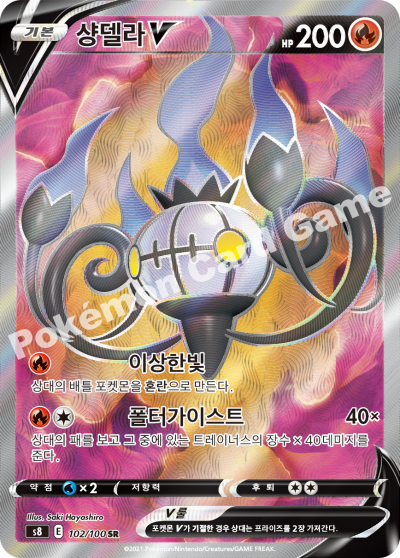 기본 샹델라V HP200
Pokémon Card Game
이상한빛
상대의 배틀 포켓몬을 혼란으로 만든다.
폴터가이스트 40×
상대의 패를 보고 그 중에 있는 트레이너스의 장수 × 40데미지를
준다.
약점 ×2 저항력 후퇴
Illus. Saki Hayashiro
V룰
s8 E 102/100 SR
포켓몬 V가 기절한 경우 상대는 프라이즈를 2장 가져간다.
©2021 Pokémon/Nintendo/Creatures/GAME FREAK.